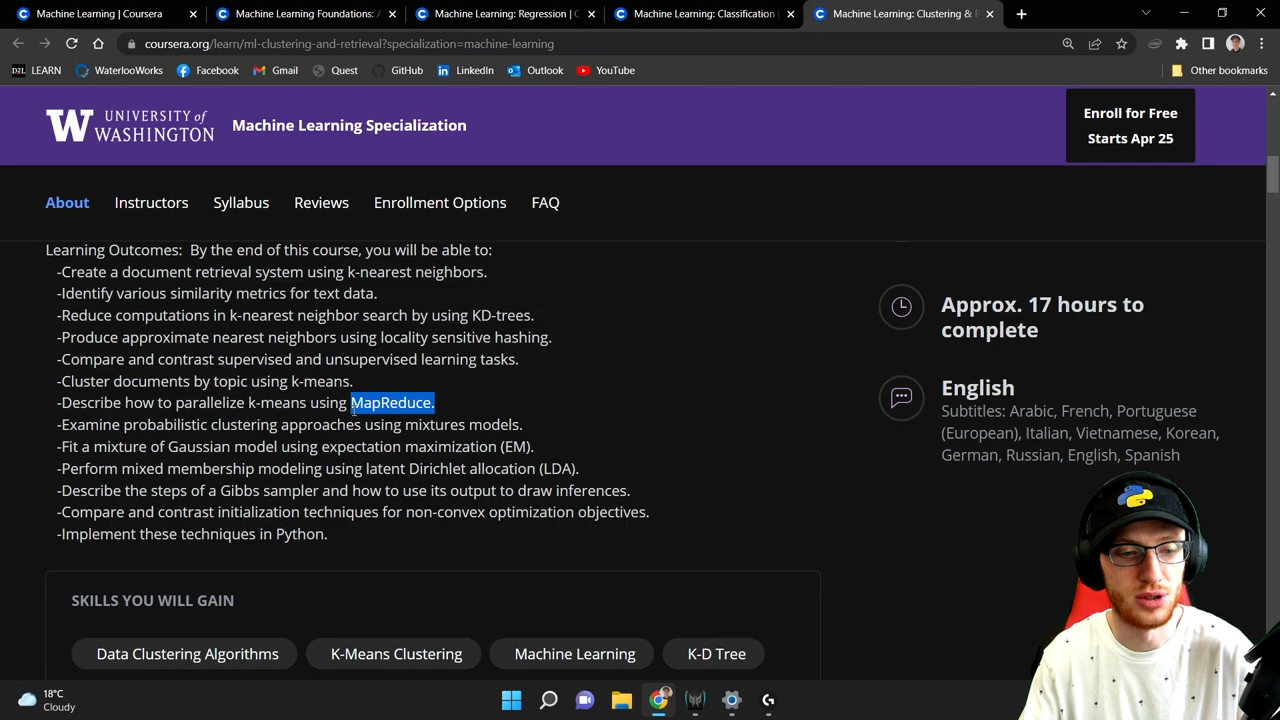 Machine Learning | Coursera
Machine Learning Foundations: A
Machine Learning: Regression | C
Machine Learning: Classification |
Machine Learning: Clustering & R
coursera.org/learn/ml-clustering-and-retrieval?specialization=machine-learning
D2L LEARN
WaterlooWorks
Facebook
Gmail
Quest
GitHub
LinkedIn
Outlook
YouTube
Other bookmarks
W UNIVERSITY of WASHINGTON
Machine Learning Specialization
Enroll for Free
Starts Apr 25
About
Instructors
Syllabus
Reviews
Enrollment Options
FAQ
Learning Outcomes: By the end of this course, you will be able to:
-Create a document retrieval system using k-nearest neighbors.
-Identify various similarity metrics for text data.
-Reduce computations in k-nearest neighbor search by using KD-trees.
-Produce approximate nearest neighbors using locality sensitive hashing.
-Compare and contrast supervised and unsupervised learning tasks.
-Cluster documents by topic using k-means.
-Describe how to parallelize k-means using MapReduce.
-Examine probabilistic clustering approaches using mixtures models.
-Fit a mixture of Gaussian model using expectation maximization (EM).
-Perform mixed membership modeling using latent Dirichlet allocation (LDA).
-Describe the steps of a Gibbs sampler and how to use its output to draw inferences.
-Compare and contrast initialization techniques for non-convex optimization objectives.
-Implement these techniques in Python.
Approx. 17 hours to
complete
English
Subtitles: Arabic, French, Portuguese
(European), Italian, Vietnamese, Korean,
German, Russian, English, Spanish
SKILLS YOU WILL GAIN
Data Clustering Algorithms
K-Means Clustering
Machine Learning
K-D Tree
18°C
Cloudy